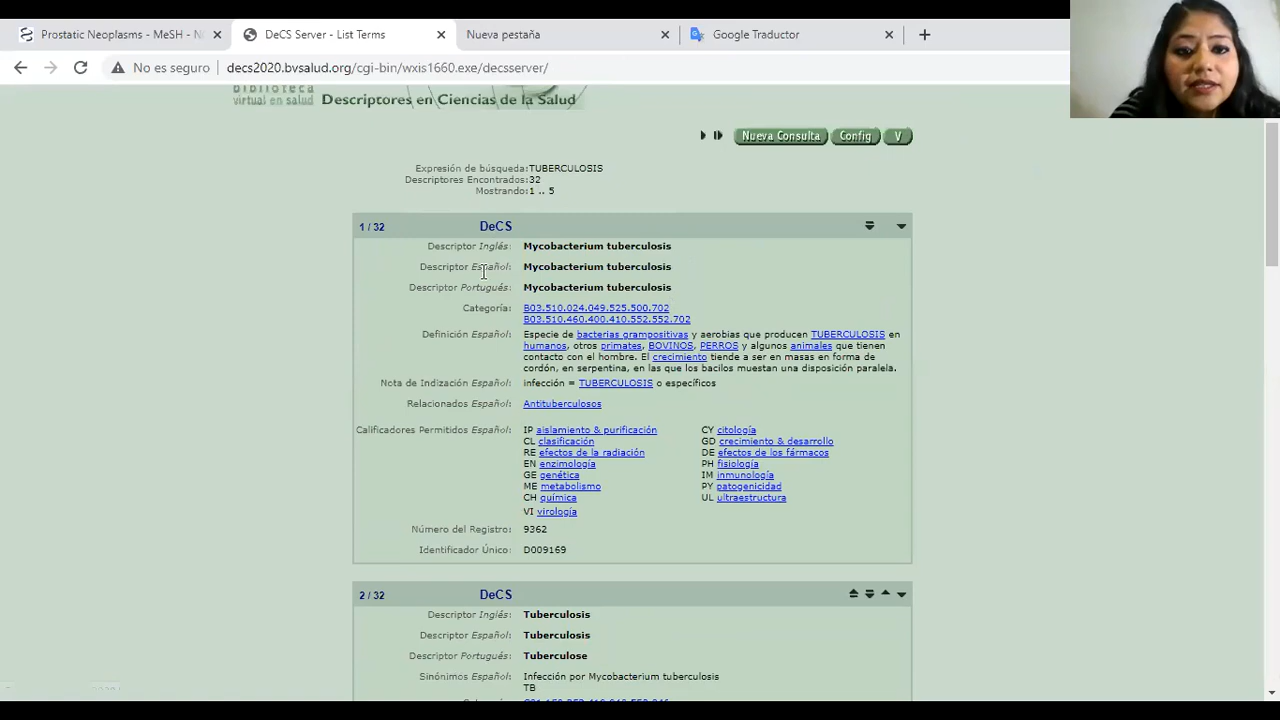 Prostatic Neoplasms - MeSH - N
DeCS Server - List Terms
Nueva pestaña
Google Traductor
No es seguro
decs2020.bvsalud.org/cgi-bin/wxis1660.exe/decsserver/
biblioteca
virtual en salud
Descriptores en Ciencias de la Salud
Nueva Consulta Config V
Expresión de búsqueda:TUBERCULOSIS
Descriptores Encontrados:32
Mostrando:1 .. 5
1 / 32 DeCS
Descriptor Inglés: Mycobacterium tuberculosis
Descriptor Español: Mycobacterium tuberculosis
Descriptor Portugués: Mycobacterium tuberculosis
Categoría: B03.510.024.049.525.500.702
B03.510.460.400.410.552.552.702
Definición Español: Especie de bacterias grampositivas y aerobias que producen TUBERCULOSIS en
humanos, otros primates, BOVINOS, PERROS y algunos animales que tienen
contacto con el hombre. El crecimiento tiende a ser en masas en forma de
cordón, en serpentina, en las que los bacilos muestan una disposición paralela.
Nota de Indización Español: infección = TUBERCULOSIS o específicos
Relacionados Español: Antituberculosos
Calificadores Permitidos Español: IP aislamiento & purificación CY citología
CL clasificación GD crecimiento & desarrollo
RE efectos de la radiación DE efectos de los fármacos
EN enzimología PH fisiología
GE genética IM inmunología
ME metabolismo PY patogenicidad
CH química UL ultraestructura
VI virología
Número del Registro: 9362
Identificador Único: D009169
2 / 32 DeCS
Descriptor Inglés: Tuberculosis
Descriptor Español: Tuberculosis
Descriptor Portugués: Tuberculose
Sinónimos Español: Infección por Mycobacterium tuberculosis
TB